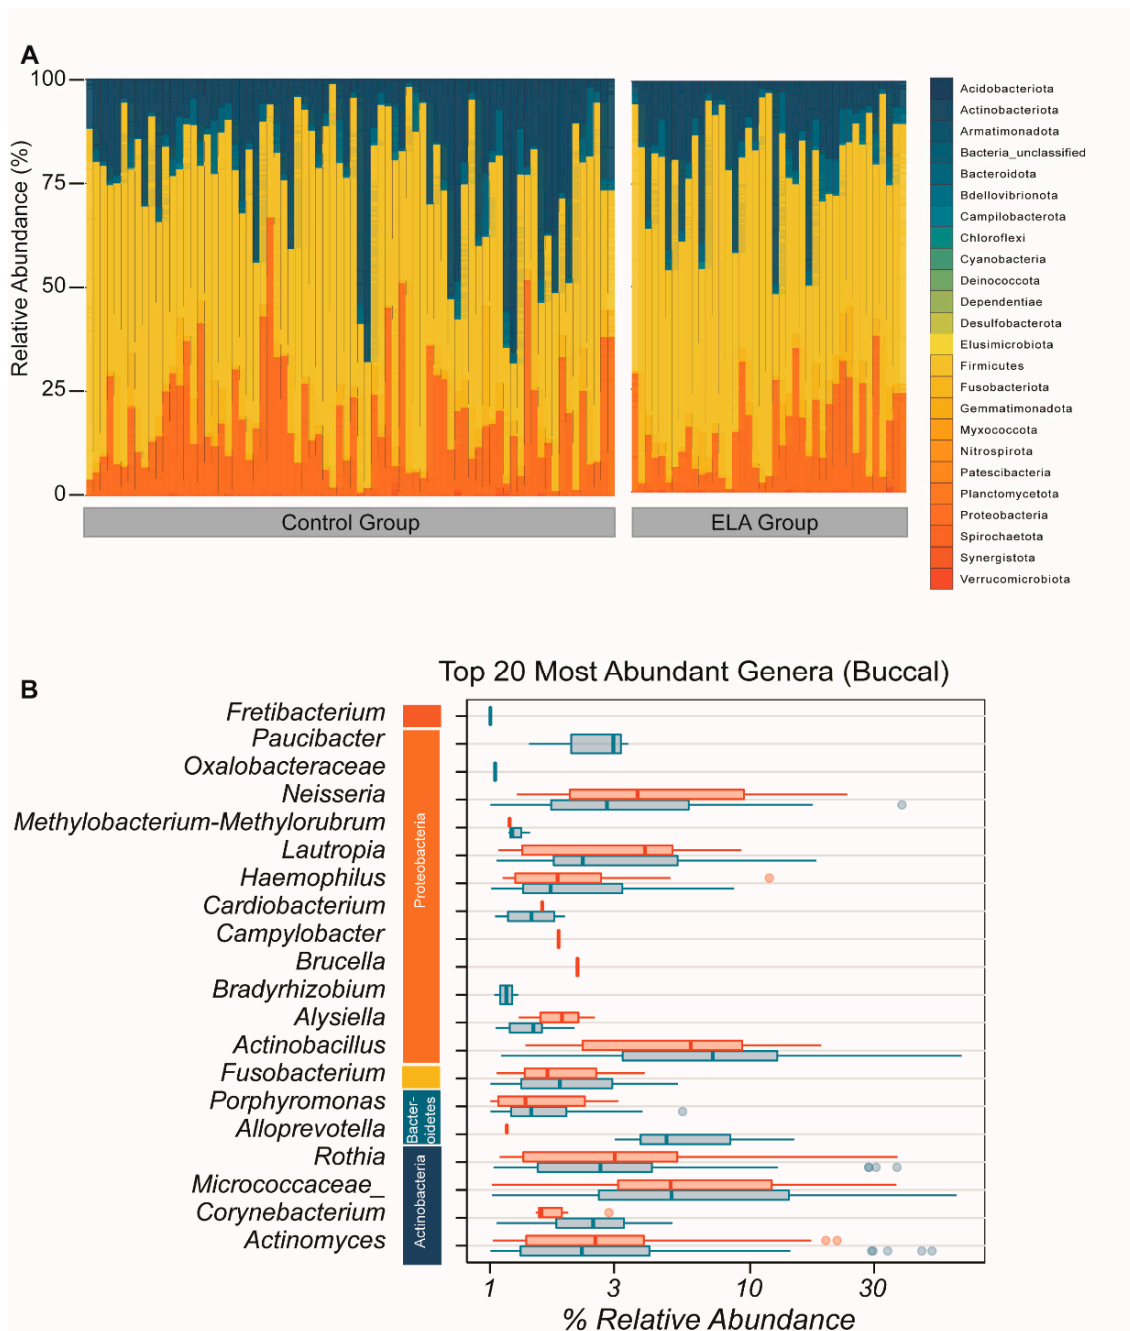 A
100
75
50
25
0
Relative Abundance (%)
Control Group
ELA Group
Acidobacteriota
Actinobacteriota
Armatimonadota
Bacteria_unclassified
Bacteroidota
Bdellovibrionota
Campilobacterota
Chloroflexi
Cyanobacteria
Deinococcota
Dependentiae
Desulfobacterota
Elusimicrobiota
Firmicutes
Fusobacteriota
Gemmatimonadota
Myxococcota
Nitrospirota
Patescibacteria
Planctomycetota
Proteobacteria
Spirochaetota
Synergistota
Verrucomicrobiota
B
Top 20 Most Abundant Genera (Buccal)
Fretibacterium
Paucibacter
Oxalobacteraceae
Neisseria
Methylobacterium-Methylorubrum
Lautropia
Haemophilus
Cardiobacterium
Campylobacter
Brucella
Bradyrhizobium
Alysiella
Actinobacillus
Fusobacterium
Porphyromonas
Alloprevotella
Rothia
Micrococcaceae_
Corynebacterium
Actinomyces
Proteobacteria
Bacter-
oidetes
Actinobacteria
1
3
10
30
% Relative Abundance